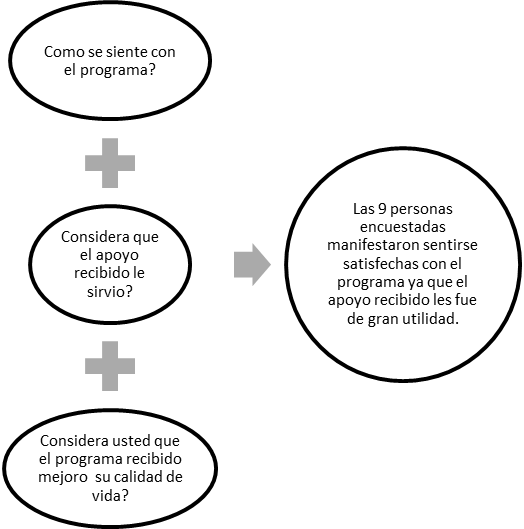 Como se siente con
el programa?
Considera que
el apoyo
recibido le
sirvio?
Considera usted que
el programa recibido
mejoro su calidad de
vida?
Las 9 personas
encuestadas
manifestaron sentirse
satisfechas con el
programa ya que el
apoyo recibido les fue
de gran utilidad.